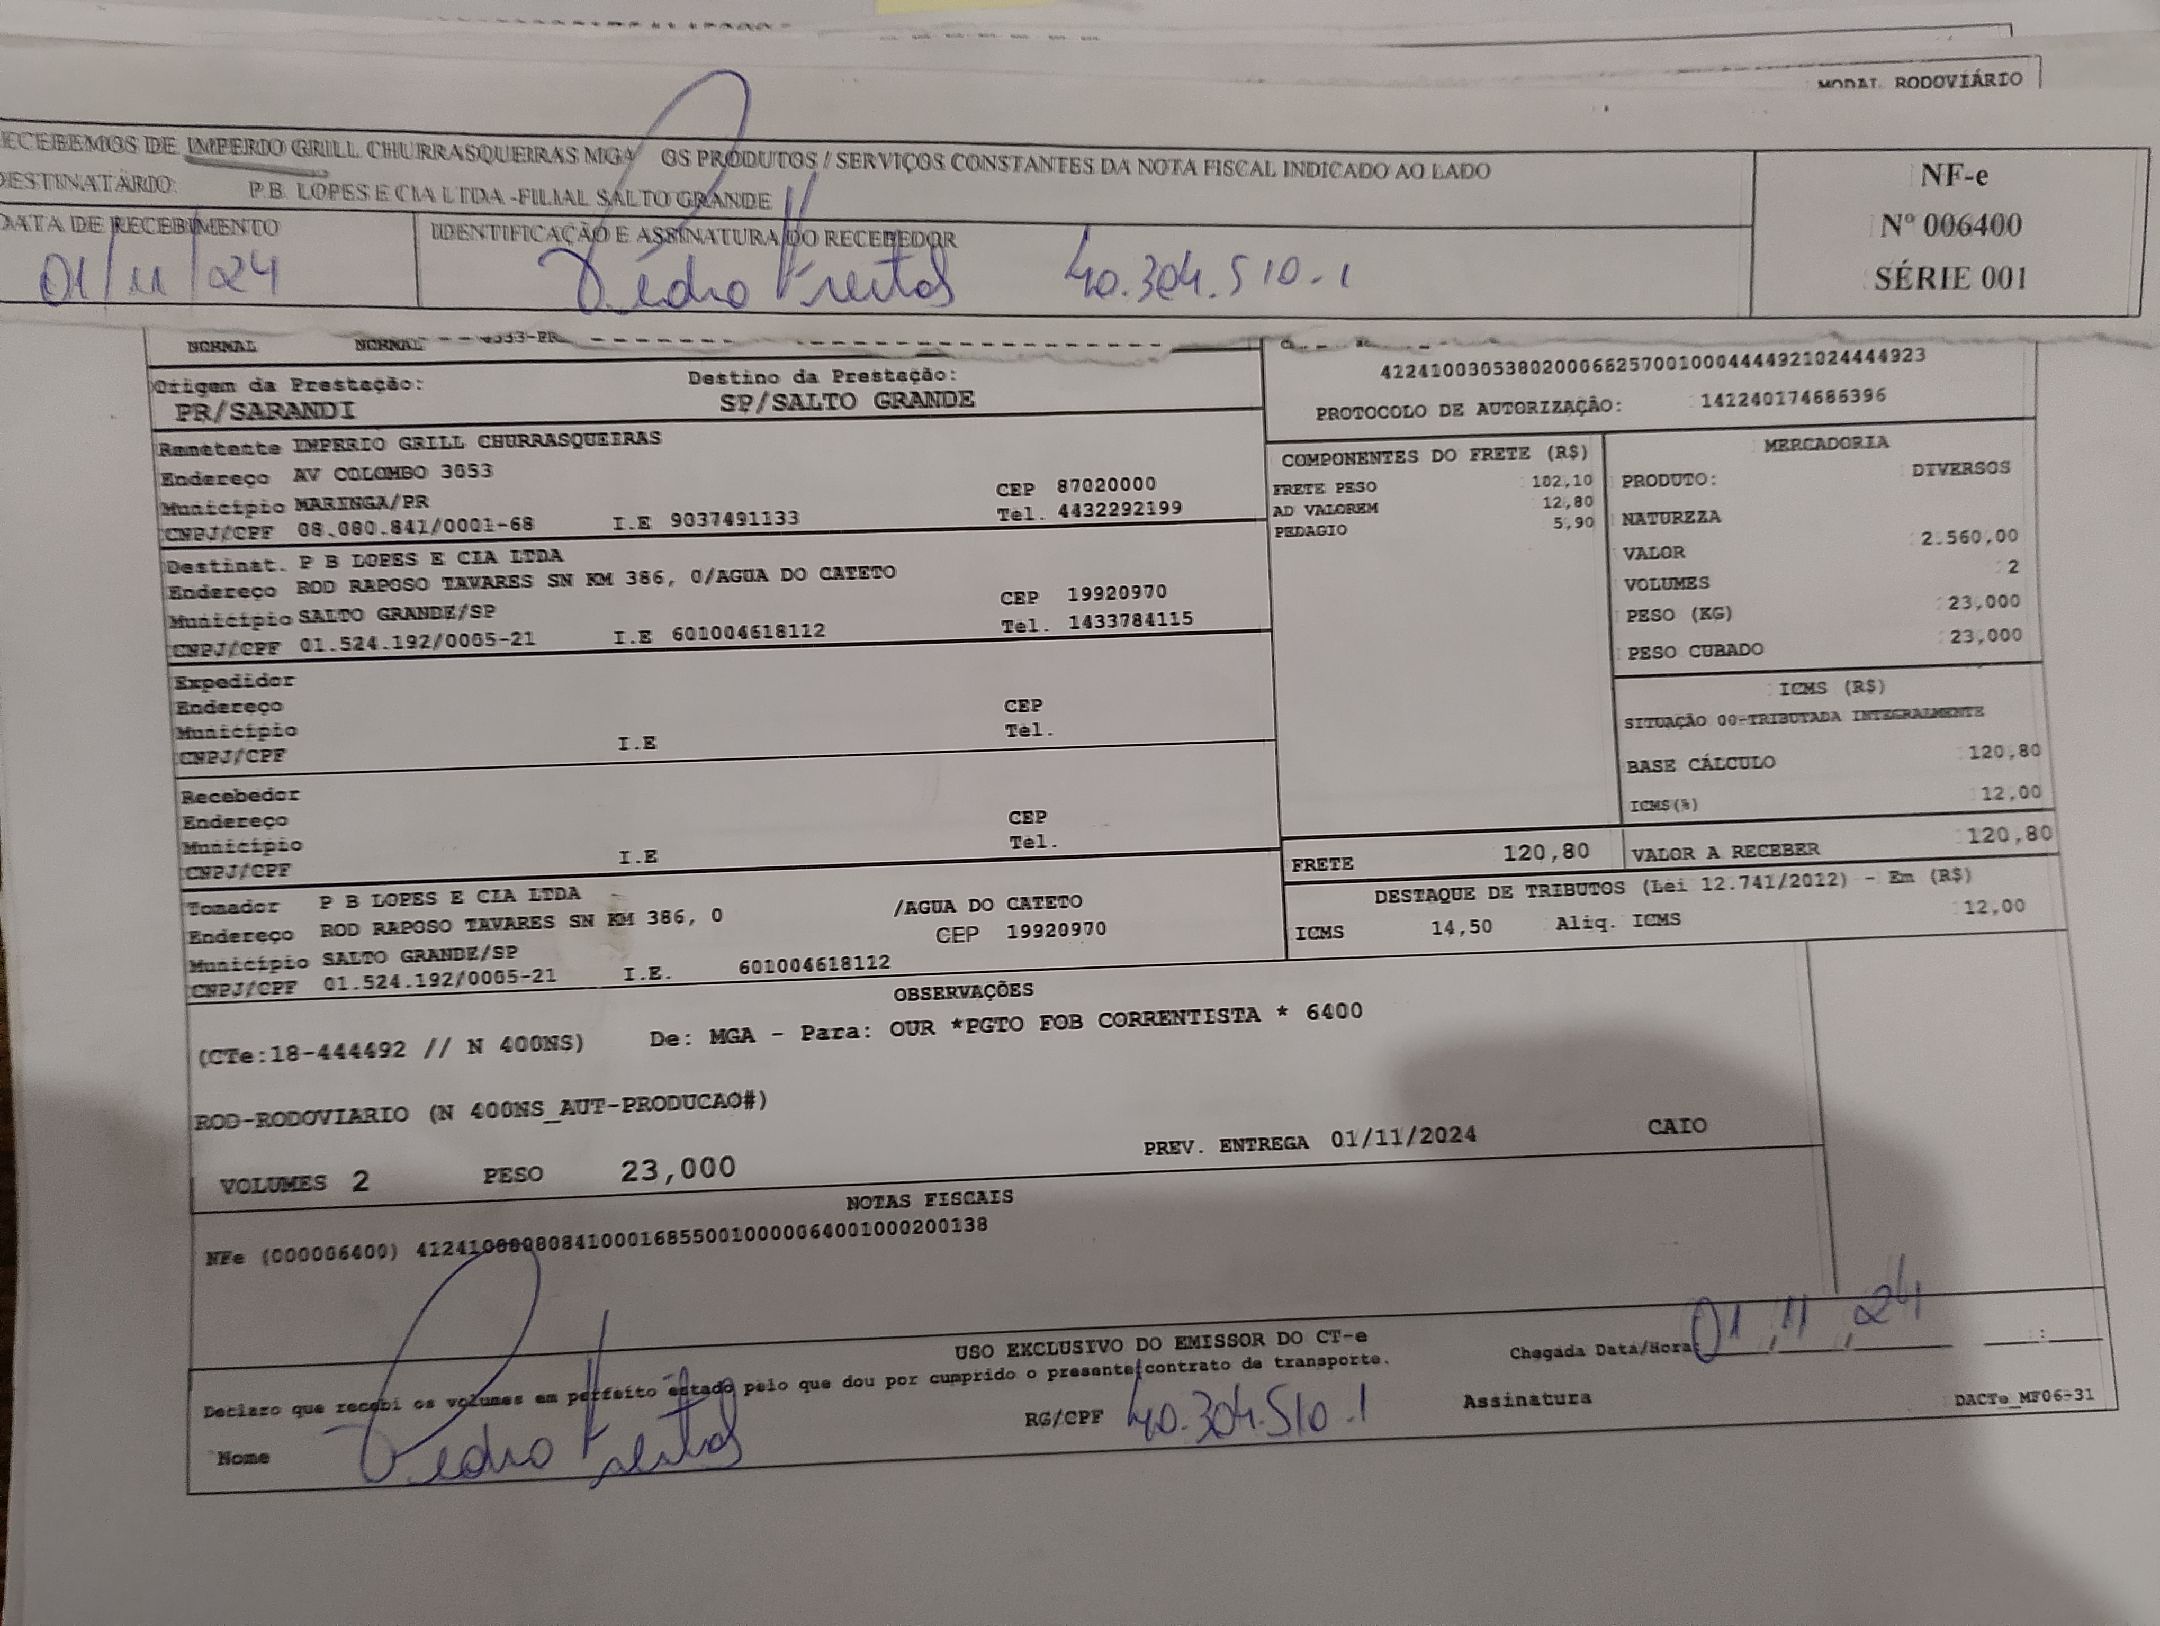 MODAL RODOVIÁRIO
ECEBEMOS DE IMPERIO GRILL CHURRASQUEIRAS MGA OS PRODUTOS / SERVIÇOS CONSTANTES DA NOTA FISCAL INDICADO AO LADO
DESTINATÁRIO: P B LOPES E CIA LTDA -FILIAL SALTO GRANDE
DATA DE RECEBIMENTO
IDENTIFICAÇÃO E ASSINATURA DO RECEBEDOR
01/11/24
Pedro Freitas 40.304.510.1
NF-e
Nº 006400
SÉRIE 001
NORMAL NORMAL
42241003053802000662570010004444921024444923
Origem da Prestação: Destino da Prestação:
PR/SARANDI SP/SALTO GRANDE
PROTOCOLO DE AUTORIZAÇÃO: 142240174686396
Remetente IMPERIO GRILL CHURRASQUEIRAS
Endereço AV COLOMBO 3053
Município MARINGA/PR CEP 87020000
CNPJ/CPF 08.080.841/0001-68 I.E 9037491133 Tel. 4432292199
Destinat. P B LOPES E CIA LTDA
Endereço ROD RAPOSO TAVARES SN KM 386, 0/AGUA DO CATETO
Município SALTO GRANDE/SP CEP 19920970
CNPJ/CPF 01.524.192/0005-21 I.E 601004618112 Tel. 1433784115
Expedidor
Endereço CEP
Município Tel.
CNPJ/CPF I.E
Recebedor
Endereço CEP
Município Tel.
CNPJ/CPF I.E
Tomador P B LOPES E CIA LTDA
Endereço ROD RAPOSO TAVARES SN KM 386, 0 /AGUA DO CATETO
Município SALTO GRANDE/SP CEP 19920970
CNPJ/CPF 01.524.192/0005-21 I.E. 601004618112
COMPONENTES DO FRETE (R$)
FRETE PESO 102,10
AD VALOREM 12,80
PEDAGIO 5,90
MERCADORIA
PRODUTO: DIVERSOS
NATUREZA
VALOR 2.560,00
VOLUMES 2
PESO (KG) 23,000
PESO CUBADO 23,000
ICMS (R$)
SITUAÇÃO 00-TRIBUTADA INTEGRALMENTE
BASE CÁLCULO 120,80
ICMS(%) 12,00
FRETE 120,80 VALOR A RECEBER 120,80
DESTAQUE DE TRIBUTOS (Lei 12.741/2012) - Em (R$)
ICMS 14,50 Aliq. ICMS 12,00
OBSERVAÇÕES
(CTe:18-444492 // N 400NS) De: MGA - Para: OUR *PGTO FOB CORRENTISTA * 6400
ROD-RODOVIARIO (N 400NS_AUT-PRODUCAO#)
VOLUMES 2 PESO 23,000 PREV. ENTREGA 01/11/2024 CAIO
NOTAS FISCAIS
NFe (000006400) 41241008080841000168550010000064001000200138
USO EXCLUSIVO DO EMISSOR DO CT-e
Declaro que recebi os volumes em perfeito estado pelo que dou por cumprido o presente contrato de transporte.
Chegada Data/Hora: 01,11,24 :
Nome Pedro Freitas RG/CPF 40.304.510.1 Assinatura
DACTe_MF06-31